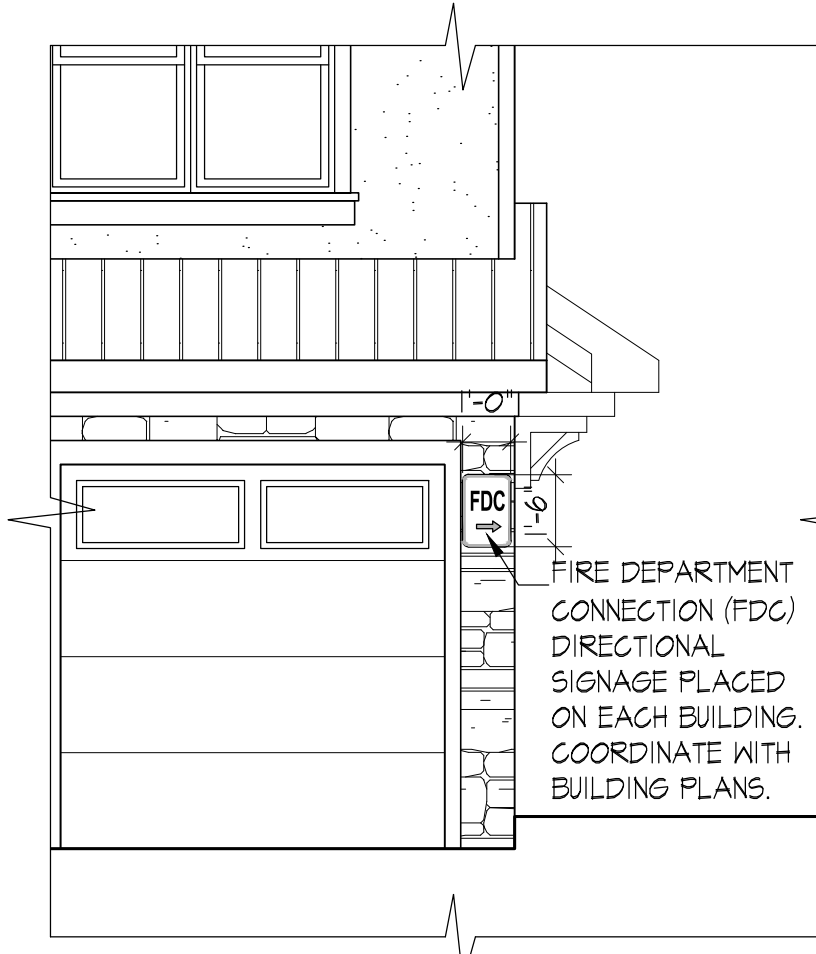 1'-0"
FDC
1'-6"
FIRE DEPARTMENT
CONNECTION (FDC)
DIRECTIONAL
SIGNAGE PLACED
ON EACH BUILDING.
COORDINATE WITH
BUILDING PLANS.